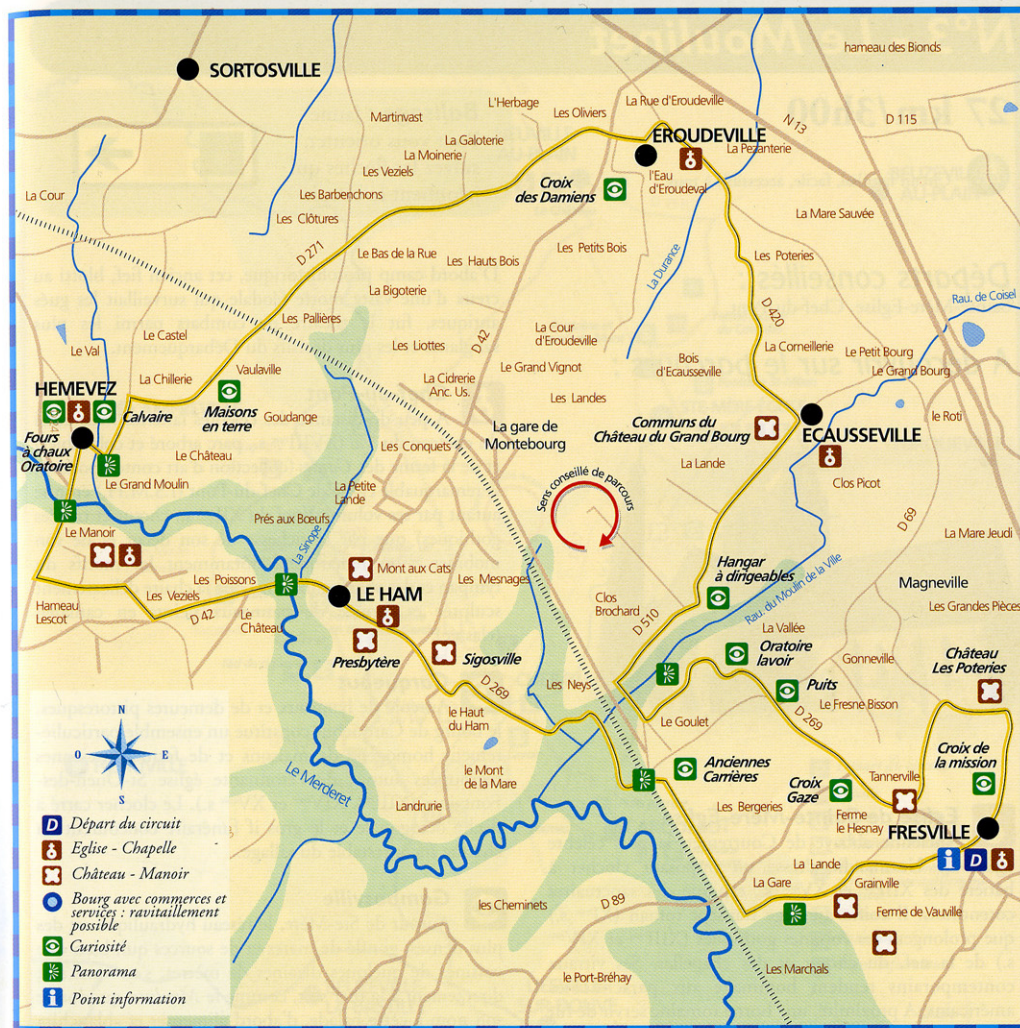 hameau des Bionds
SORTOSVILLE
L'Herbage
Les Oliviers
La Rue d'Eroudeville
Martinvast
N 13
D 115
La Galoterie
ÉROUDEVILLE
La Pezanterie
La Moinerie
Les Veziels
l'Eau
d'Eroudeval
La Cour
Les Barbenchons
Croix
des Damiens
Les Clôtures
La Mare Sauvée
D 271
Le Bas de la Rue
Les Hauts Bois
Les Petits Bois
La Durance
Les Poteries
La Bigoterie
Rau. de Coisel
Les Pallières
D 420
D 42
La Cour
d'Eroudeville
Le Castel
Les Liottes
La Corneillerie
Le Petit Bourg
Le Val
Le Grand Vignot
Bois
d'Ecausseville
Le Grand Bourg
La Chillerie
Vaulaville
La Cidrerie
Anc. Us.
HEMEVEZ
Les Landes
le Roti
Calvaire
Maisons
en terre
Goudange
La gare de
Montebourg
Communs du
Château du Grand Bourg
ECAUSSEVILLE
Fours
à chaux
Oratoire
Le Château
Les Conquets
La Lande
Clos Picot
Le Grand Moulin
La Petite
Lande
Sens conseillé de parcours
D 69
Prés aux Bœufs
Le Manoir
La Sinope
La Mare Jeudi
Mont aux Cats
Hangar
à dirigeables
Les Poissons
Les Mesnages
Magneville
Les Veziels
LE HAM
Clos
Brochard
Rau. du Moulin de la Ville
Les Grandes Pièces
Hameau
Lescot
D 42
Le
Château
D 510
La Vallée
Oratoire
lavoir
Château
Les Poteries
Presbytère
Sigosville
Gonneville
D 269
Les Neys
Puits
Le Fresne Bisson
le Haut
du Ham
Le Goulet
D 269
N
O
E
S
Anciennes
Carrières
Croix de
la mission
Le Merderet
le Mont
de la Mare
Tannerville
Croix
Gaze
Les Bergeries
Landrurie
Ferme
le Hesnay
FRESVILLE
D
Départ du circuit
i
D
Eglise - Chapelle
La Lande
Château - Manoir
La Gare
Grainville
Bourg avec commerces et
services : ravitaillement
possible
les Cheminets
D 89
Ferme de Vauville
Curiosité
Panorama
le Port-Bréhay
Les Marchals
i
Point information